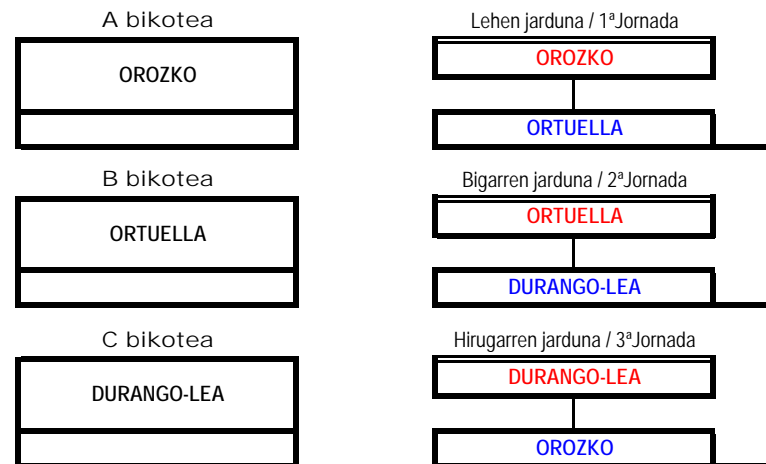 A bikotea
OROZKO
B bikotea
ORTUELLA
C bikotea
DURANGO-LEA
Lehen jarduna / 1ªJornada
OROZKO
ORTUELLA
Bigarren jarduna / 2ªJornada
ORTUELLA
DURANGO-LEA
Hirugarren jarduna / 3ªJornada
DURANGO-LEA
OROZKO